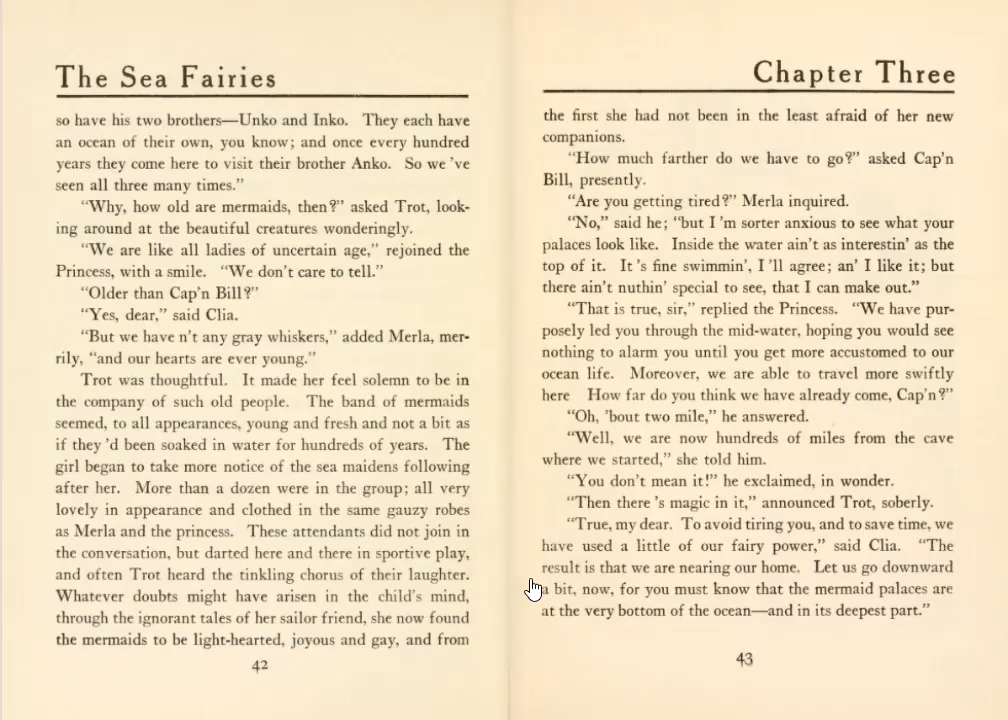 The Sea Fairies
so have his two brothers—Unko and Inko. They each have
an ocean of their own, you know; and once every hundred
years they come here to visit their brother Anko. So we 've
seen all three many times."
"Why, how old are mermaids, then?" asked Trot, look-
ing around at the beautiful creatures wonderingly.
"We are like all ladies of uncertain age," rejoined the
Princess, with a smile. "We don't care to tell."
"Older than Cap'n Bill?"
"Yes, dear," said Clia.
"But we have n't any gray whiskers," added Merla, mer-
rily, "and our hearts are ever young."
Trot was thoughtful. It made her feel solemn to be in
the company of such old people. The band of mermaids
seemed, to all appearances, young and fresh and not a bit as
if they 'd been soaked in water for hundreds of years. The
girl began to take more notice of the sea maidens following
after her. More than a dozen were in the group; all very
lovely in appearance and clothed in the same gauzy robes
as Merla and the princess. These attendants did not join in
the conversation, but darted here and there in sportive play,
and often Trot heard the tinkling chorus of their laughter.
Whatever doubts might have arisen in the child's mind,
through the ignorant tales of her sailor friend, she now found
the mermaids to be light-hearted, joyous and gay, and from
42
Chapter Three
the first she had not been in the least afraid of her new
companions.
"How much farther do we have to go?" asked Cap'n
Bill, presently.
"Are you getting tired?" Merla inquired.
"No," said he; "but I 'm sorter anxious to see what your
palaces look like. Inside the water ain't as interestin' as the
top of it. It 's fine swimmin', I 'll agree; an' I like it; but
there ain't nuthin' special to see, that I can make out."
"That is true, sir," replied the Princess. "We have pur-
posely led you through the mid-water, hoping you would see
nothing to alarm you until you get more accustomed to our
ocean life. Moreover, we are able to travel more swiftly
here How far do you think we have already come, Cap'n?"
"Oh, 'bout two mile," he answered.
"Well, we are now hundreds of miles from the cave
where we started," she told him.
"You don't mean it!" he exclaimed, in wonder.
"Then there 's magic in it," announced Trot, soberly.
"True, my dear. To avoid tiring you, and to save time, we
have used a little of our fairy power," said Clia. "The
result is that we are nearing our home. Let us go downward
a bit, now, for you must know that the mermaid palaces are
at the very bottom of the ocean—and in its deepest part."
43